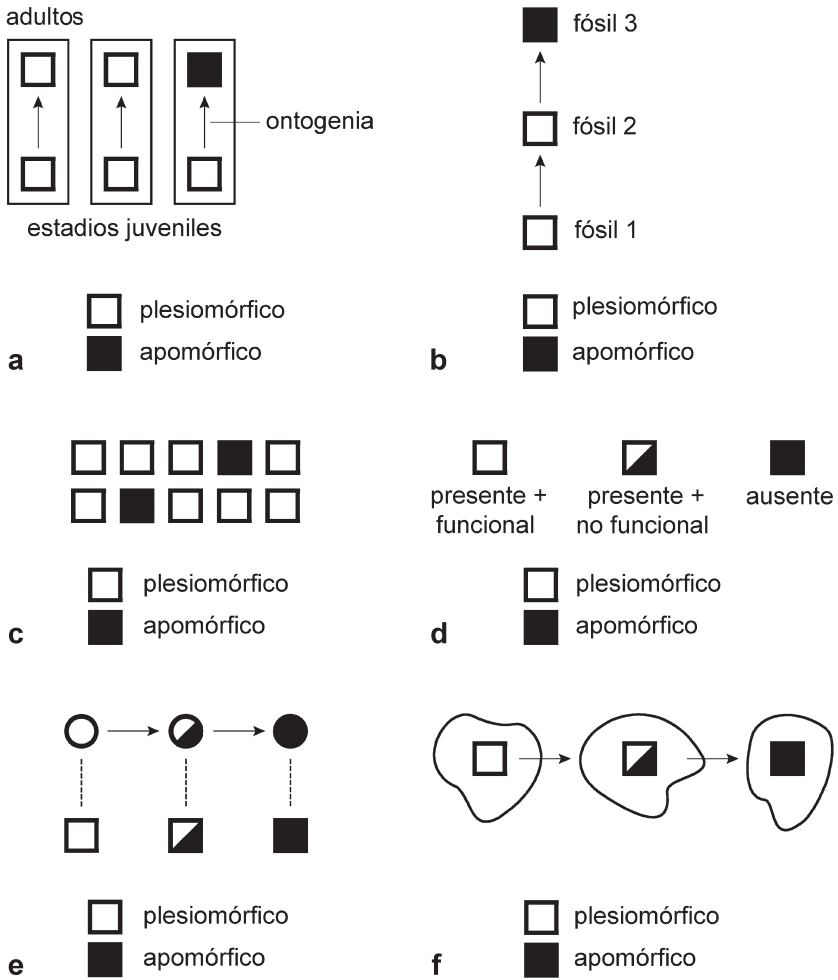 adultos
ontogenia
estadios juveniles
plesiomórfico
apomórfico
a
fósil 3
fósil 2
fósil 1
plesiomórfico
apomórfico
b
plesiomórfico
apomórfico
c
presente +
funcional
presente +
no funcional
ausente
plesiomórfico
apomórfico
d
plesiomórfico
apomórfico
e
plesiomórfico
apomórfico
f